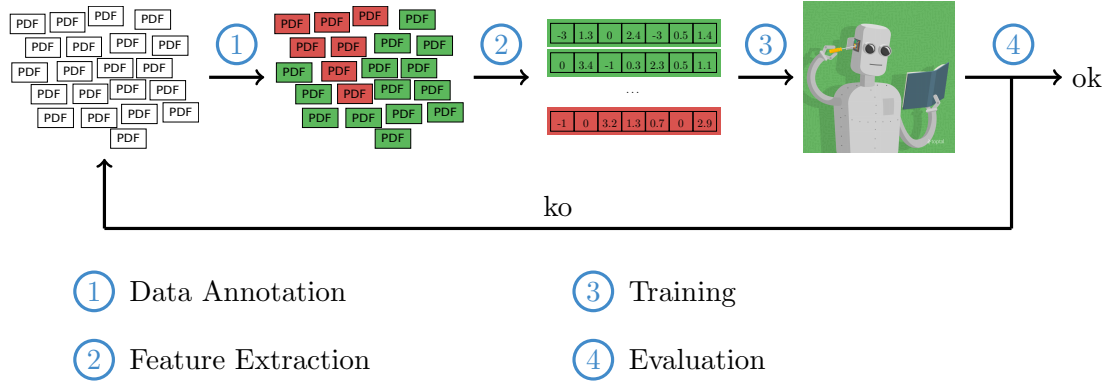 PDF PDF PDF PDF
PDF PDF PDF PDF
PDF PDF PDF PDF
PDF PDF PDF PDF
PDF PDF PDF PDF
PDF
1
PDF PDF PDF PDF
PDF PDF PDF PDF
PDF PDF PDF PDF
PDF PDF PDF PDF
PDF PDF PDF PDF
PDF
2
-3 1.3 0 2.4 -3 0.5 1.4
0 3.4 -1 0.3 2.3 0.5 1.1
...
-1 0 3.2 1.3 0.7 0 2.9
3
4
ok
ko
1 Data Annotation
2 Feature Extraction
3 Training
4 Evaluation